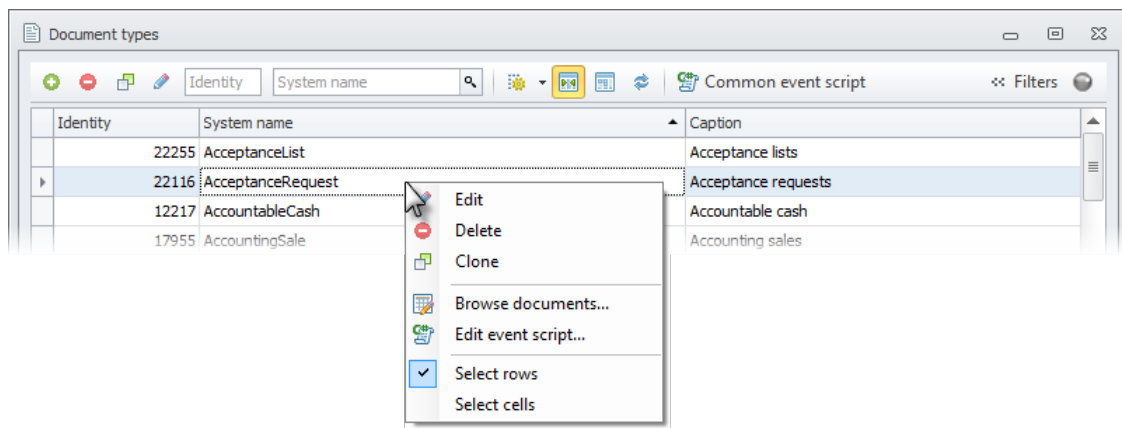 Document types
Identity System name Common event script Filters
Identity System name Caption
22255 AcceptanceList Acceptance lists
22116 AcceptanceRequest Acceptance requests
12217 AccountableCash Accountable cash
17955 AccountingSale Accounting sales
Edit
Delete
Clone
Browse documents...
Edit event script...
Select rows
Select cells